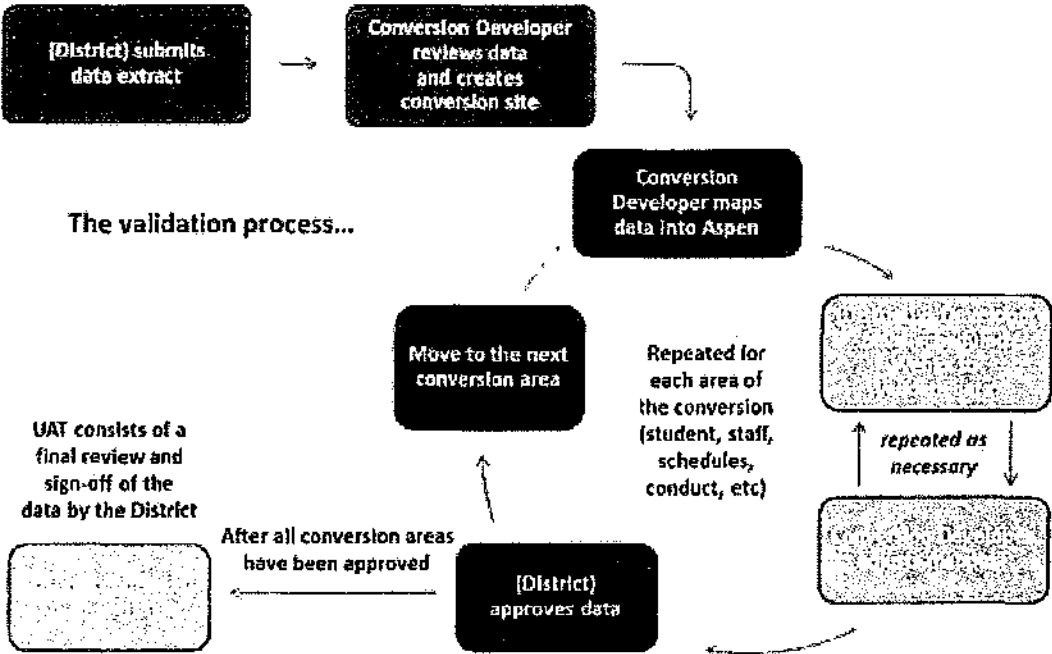 [District] submits
data extract
Conversion Developer
reviews data
and creates
conversion site
Conversion
Developer maps
data into Aspen
The validation process...
Move to the next
conversion area
Repeated for
each area of
the conversion
(student, staff,
schedules,
conduct, etc)
repeated as
necessary
UAT consists of a
final review and
sign-off of the
data by the District
After all conversion areas
have been approved
[District]
approves data